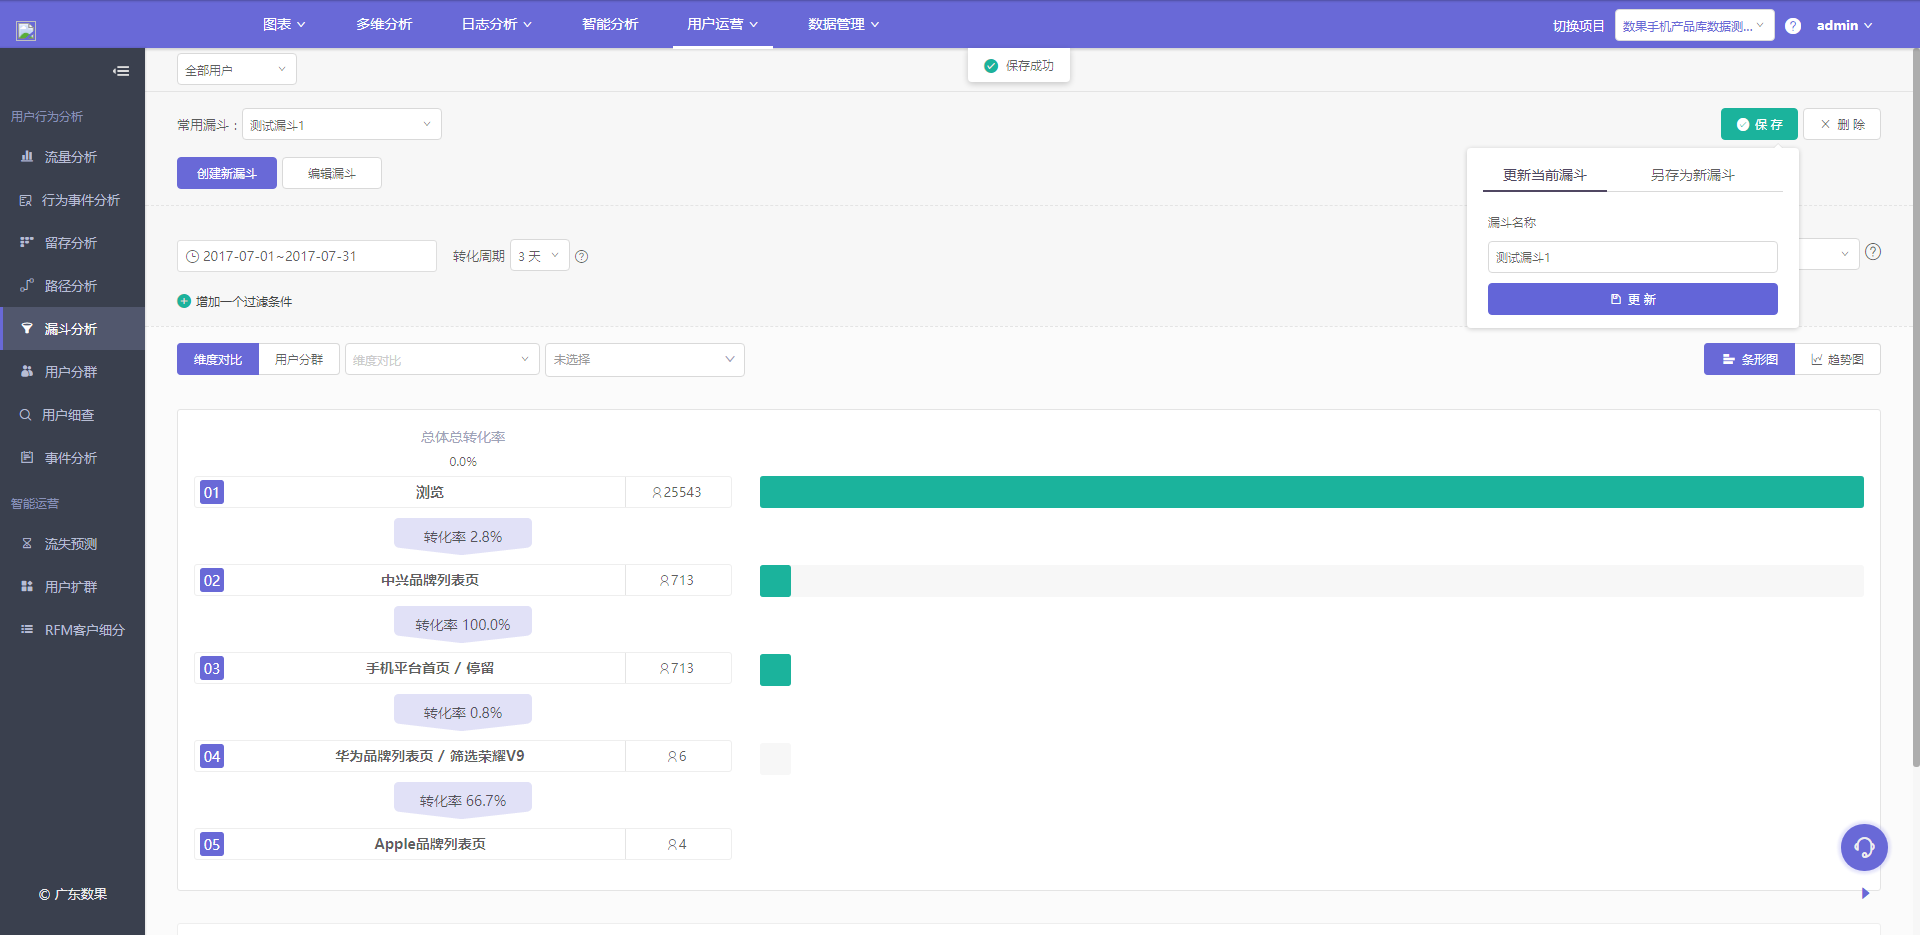 图表
多维分析
日志分析
智能分析
用户运营
数据管理
切换项目
数果手机产品库数据测...
?
admin
全部用户
保存成功
用户行为分析
流量分析
行为事件分析
留存分析
路径分析
漏斗分析
用户分群
用户细查
事件分析
智能运营
流失预测
用户扩群
RFM客户细分
© 广东数果
常用漏斗：
测试漏斗1
保 存
删 除
创建新漏斗
编辑漏斗
更新当前漏斗
另存为新漏斗
漏斗名称
测试漏斗1
更 新
2017-07-01~2017-07-31
转化周期
3 天
?
?
增加一个过滤条件
维度对比
用户分群
维度对比
未选择
条形图
趋势图
总体总转化率
0.0%
01 浏览 25543
转化率 2.8%
02 中兴品牌列表页 713
转化率 100.0%
03 手机平台首页 / 停留 713
转化率 0.8%
04 华为品牌列表页 / 筛选荣耀V9 6
转化率 66.7%
05 Apple品牌列表页 4